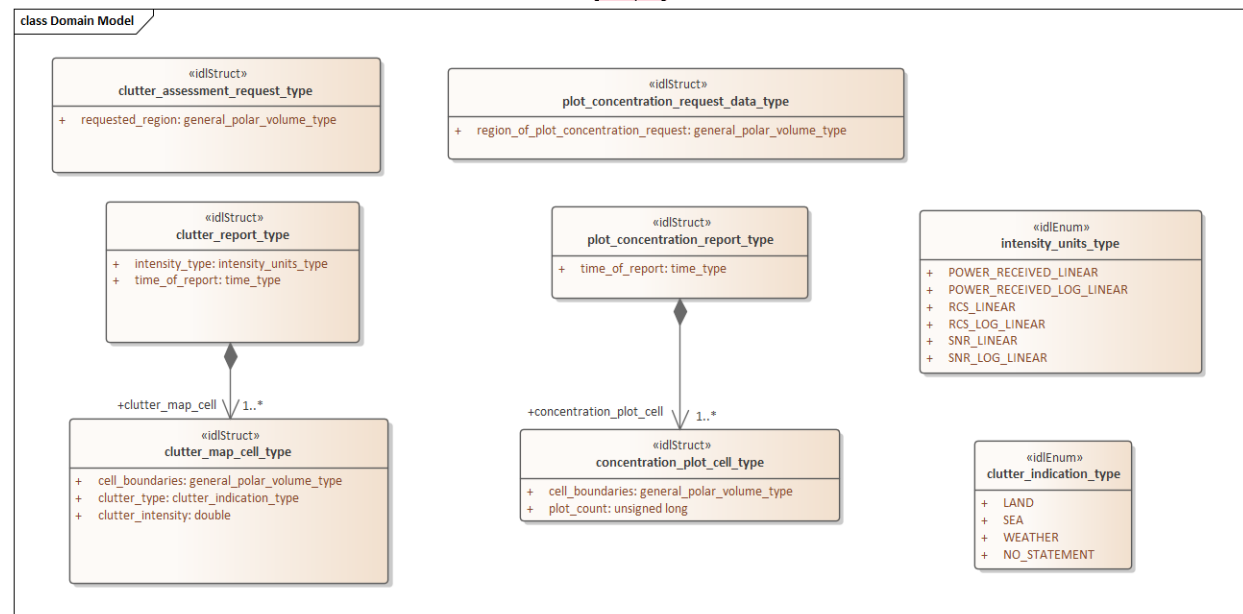 class Domain Model
«idlStruct»
clutter_assessment_request_type
+ requested_region: general_polar_volume_type
«idlStruct»
plot_concentration_request_data_type
+ region_of_plot_concentration_request: general_polar_volume_type
«idlStruct»
clutter_report_type
+ intensity_type: intensity_units_type
+ time_of_report: time_type
«idlStruct»
plot_concentration_report_type
+ time_of_report: time_type
«idlEnum»
intensity_units_type
+ POWER_RECEIVED_LINEAR
+ POWER_RECEIVED_LOG_LINEAR
+ RCS_LINEAR
+ RCS_LOG_LINEAR
+ SNR_LINEAR
+ SNR_LOG_LINEAR
+clutter_map_cell 1..*
+concentration_plot_cell 1..*
«idlStruct»
clutter_map_cell_type
+ cell_boundaries: general_polar_volume_type
+ clutter_type: clutter_indication_type
+ clutter_intensity: double
«idlStruct»
concentration_plot_cell_type
+ cell_boundaries: general_polar_volume_type
+ plot_count: unsigned long
«idlEnum»
clutter_indication_type
+ LAND
+ SEA
+ WEATHER
+ NO_STATEMENT